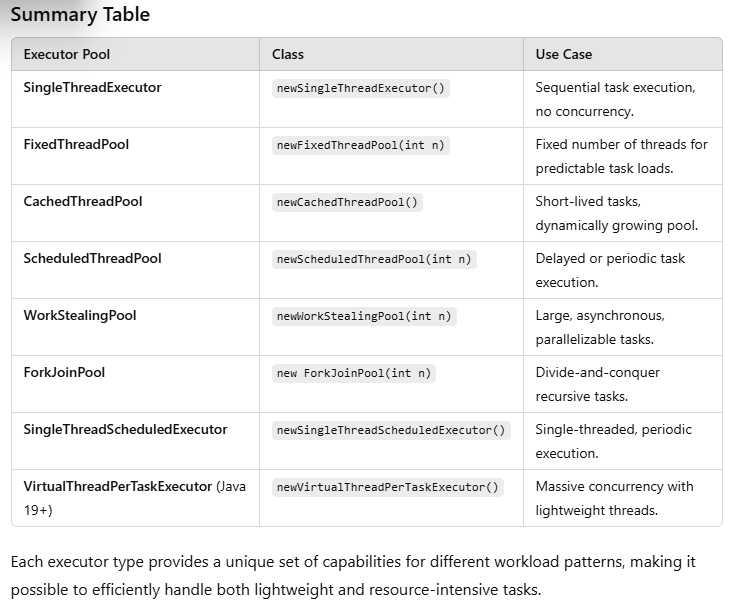 Summary Table
Executor Pool Class Use Case
SingleThreadExecutor newSingleThreadExecutor() Sequential task execution,
no concurrency.
FixedThreadPool newFixedThreadPool(int n) Fixed number of threads for
predictable task loads.
CachedThreadPool newCachedThreadPool() Short-lived tasks,
dynamically growing pool.
ScheduledThreadPool newScheduledThreadPool(int n) Delayed or periodic task
execution.
WorkStealingPool newWorkStealingPool(int n) Large, asynchronous,
parallelizable tasks.
ForkJoinPool new ForkJoinPool(int n) Divide-and-conquer
recursive tasks.
SingleThreadScheduledExecutor newSingleThreadScheduledExecutor() Single-threaded, periodic
execution.
VirtualThreadPerTaskExecutor (Java newVirtualThreadPerTaskExecutor() Massive concurrency with
19+) lightweight threads.
Each executor type provides a unique set of capabilities for different workload patterns, making it
possible to efficiently handle both lightweight and resource-intensive tasks.